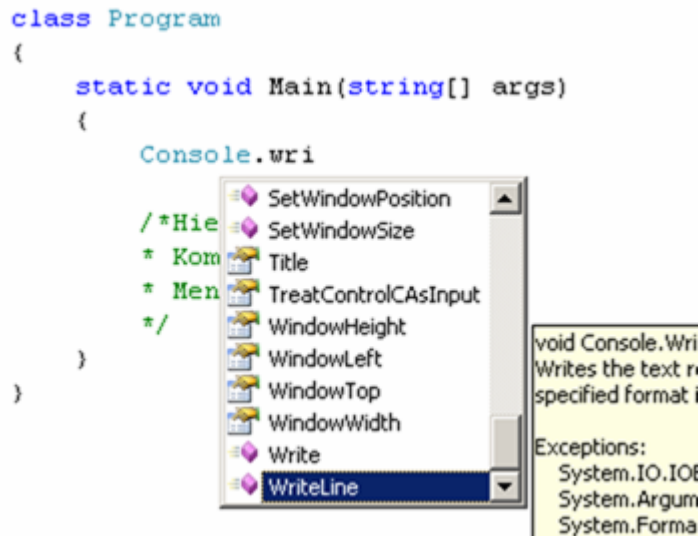 class Program
{
static void Main(string[] args)
{
Console.wri
SetWindowPosition
SetWindowSize
Title
TreatControlCAsInput
WindowHeight
WindowLeft
WindowTop
WindowWidth
Write
WriteLine
/*Hie
* Kom
* Men
*/
}
}
void Console.Wri
Writes the text r
specified format i
Exceptions:
System.IO.IOE
System.Argum
System.Forma